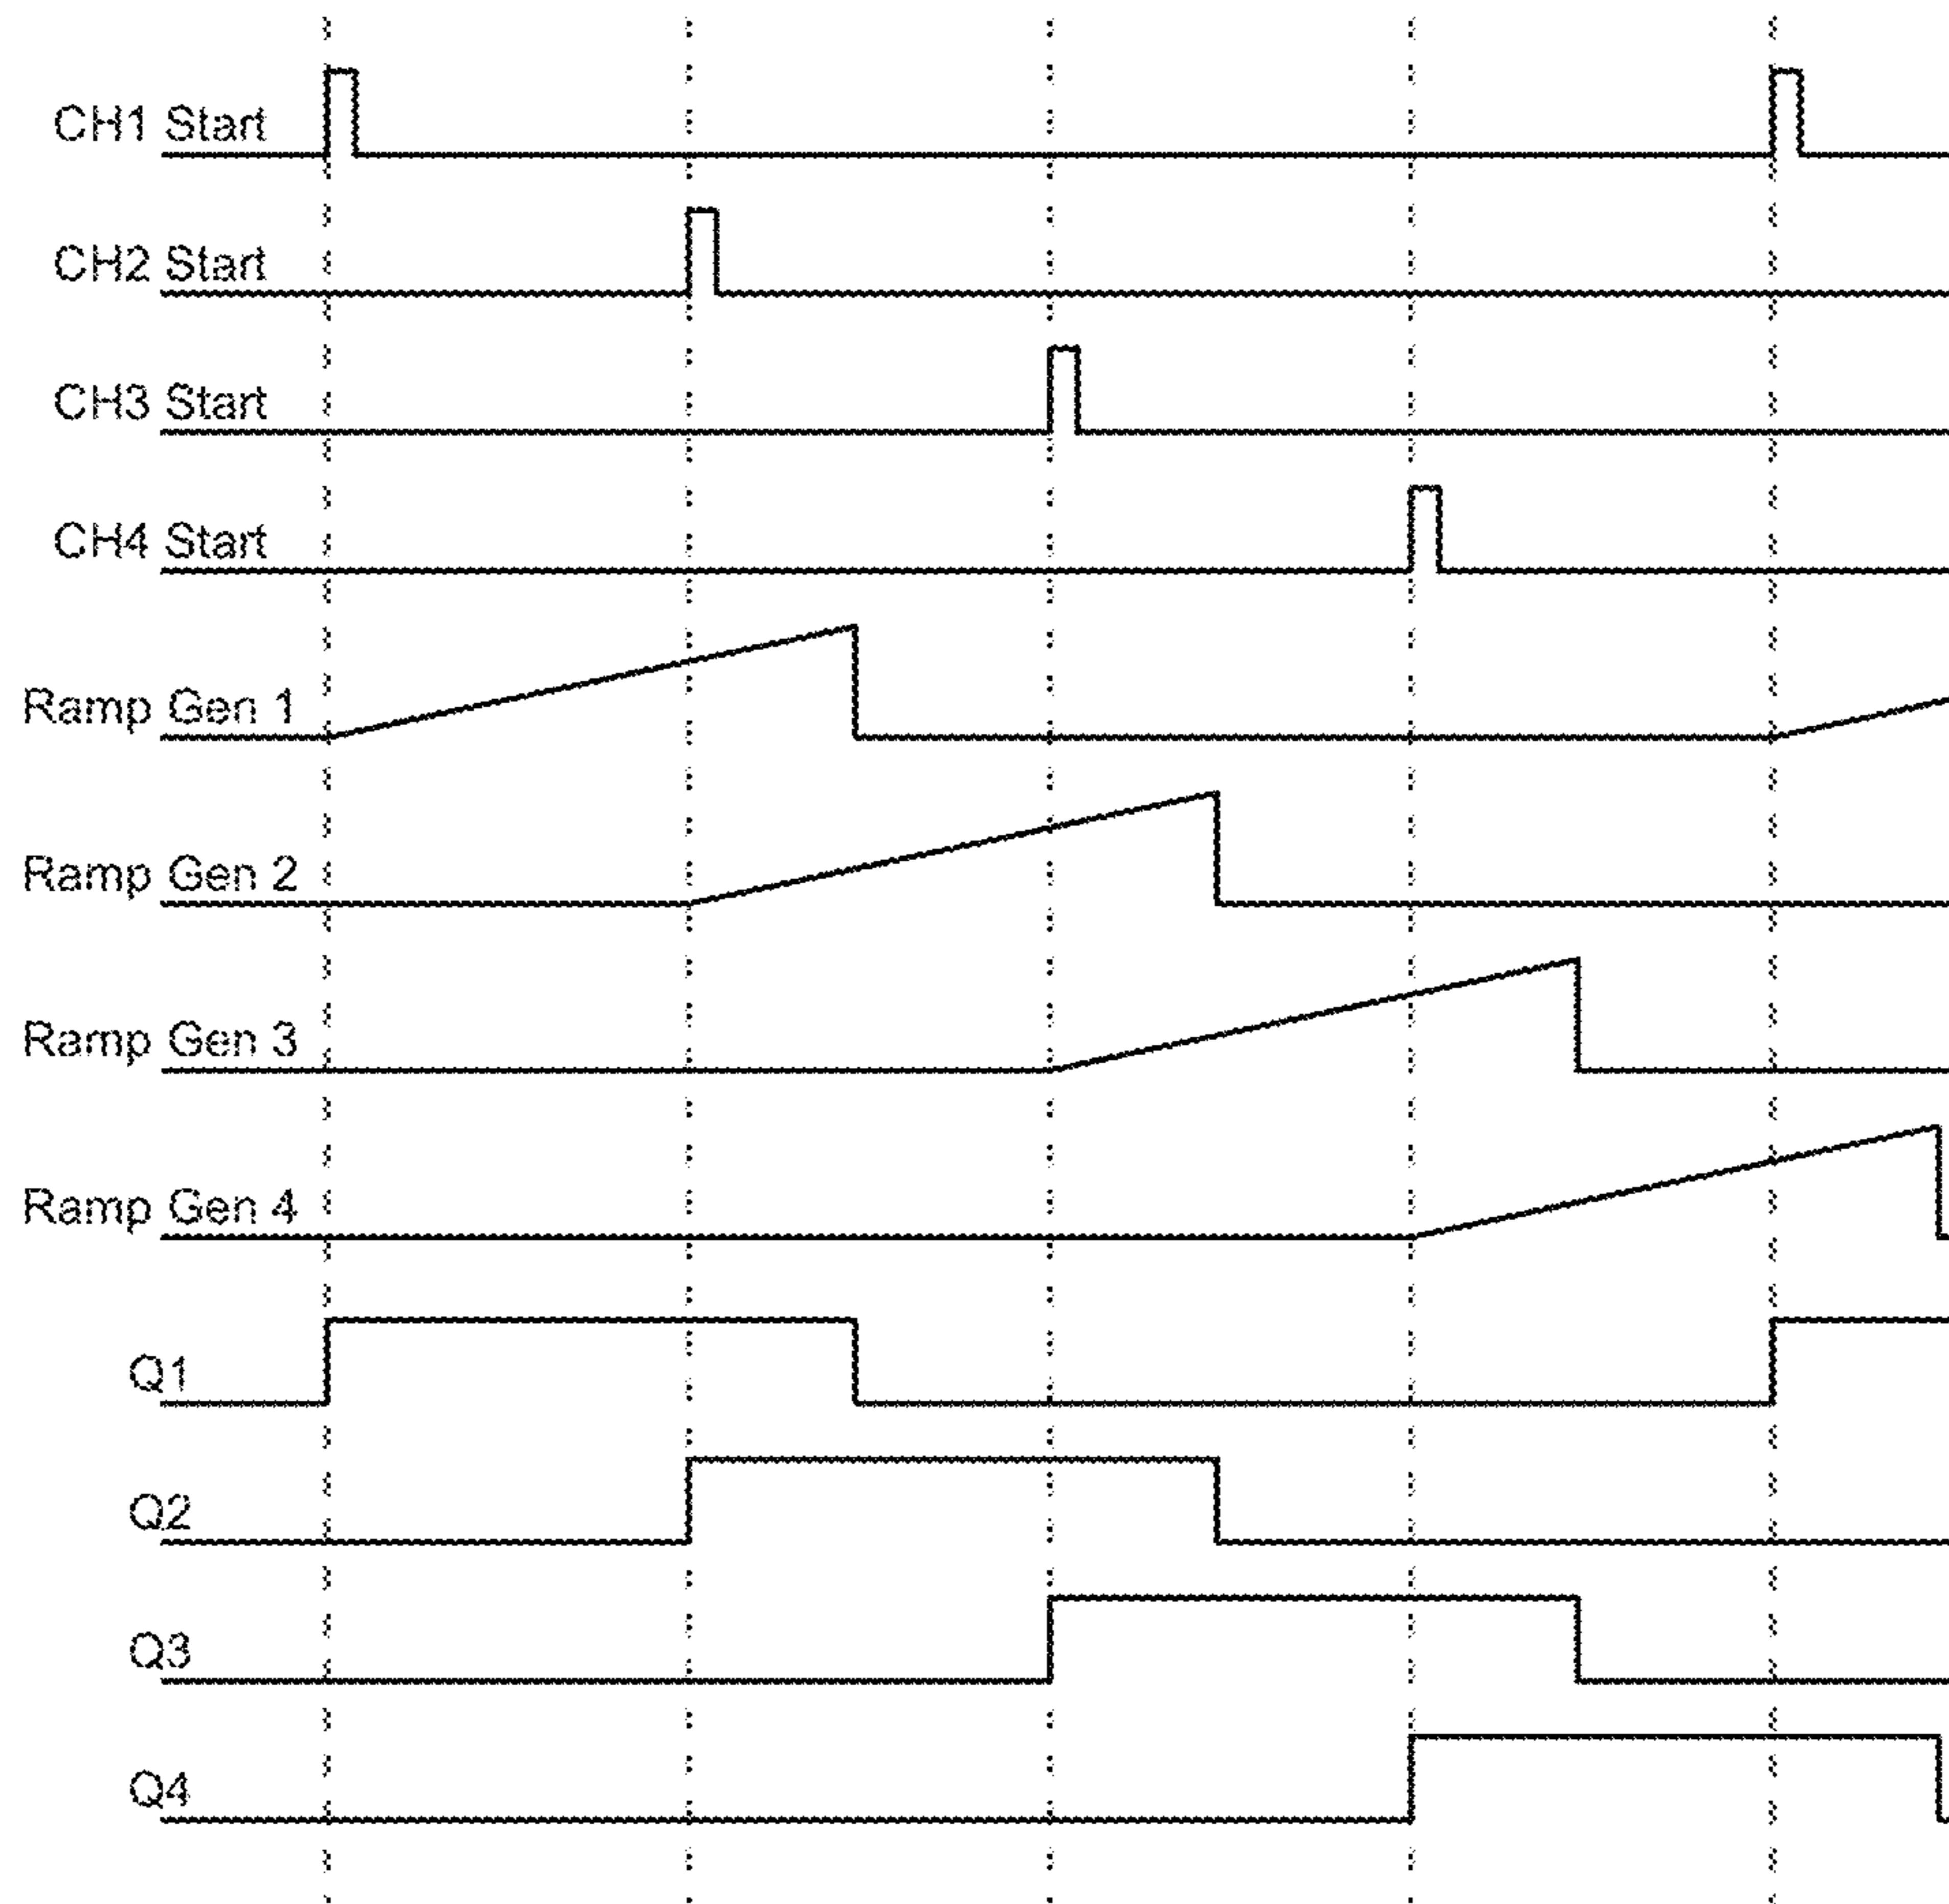 CH1 Start
CH2 Start
CH3 Start
CH4 Start
Ramp Gen 1
Ramp Gen 2
Ramp Gen 3
Ramp Gen 4
Q1
Q2
Q3
Q4